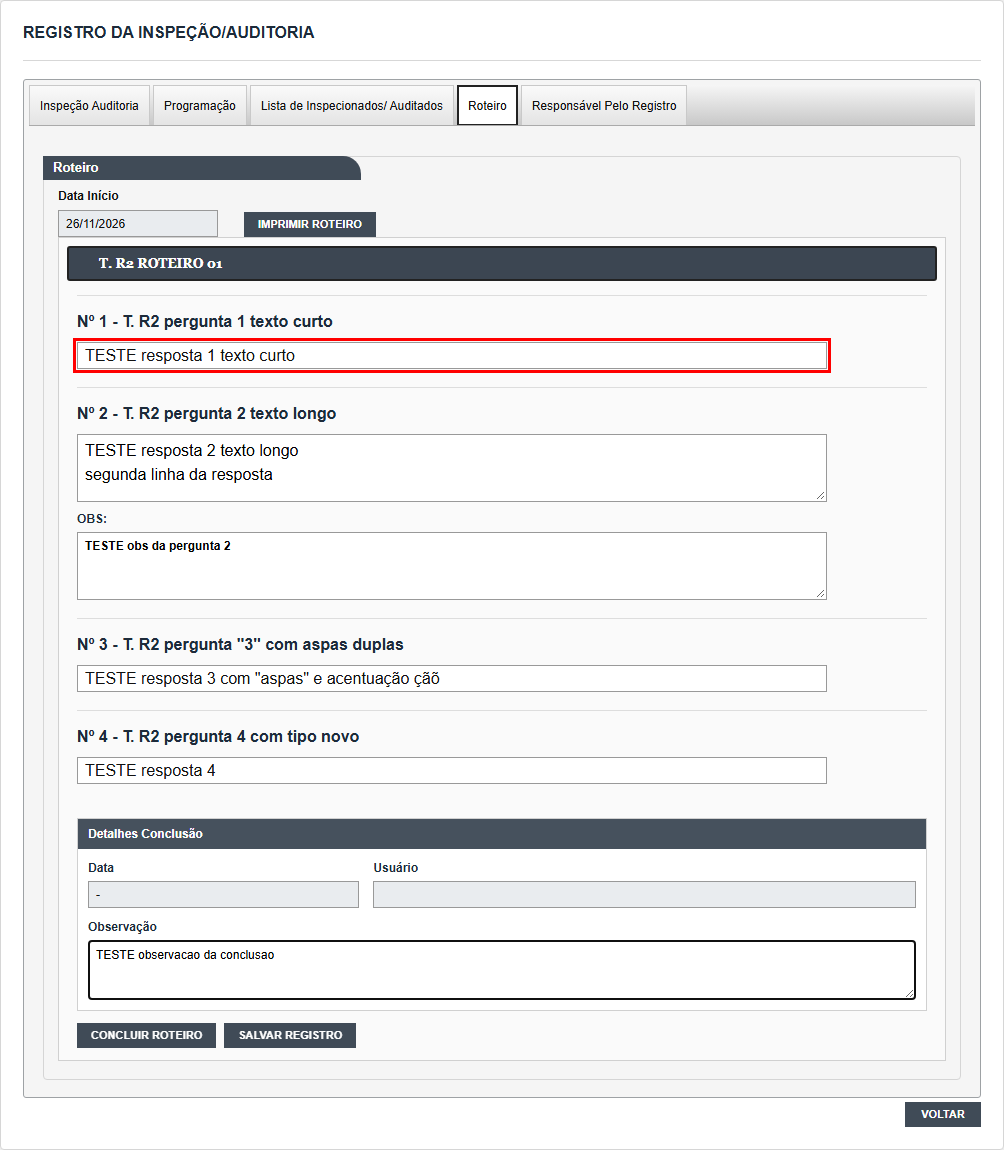 REGISTRO DA INSPEÇÃO/AUDITORIA
Inspeção Auditoria
Programação
Lista de Inspecionados/ Auditados
Roteiro
Responsável Pelo Registro
Roteiro
Data Início
26/11/2026
IMPRIMIR ROTEIRO
T. R2 ROTEIRO 01
Nº 1 - T. R2 pergunta 1 texto curto
TESTE resposta 1 texto curto
Nº 2 - T. R2 pergunta 2 texto longo
TESTE resposta 2 texto longo
segunda linha da resposta
OBS:
TESTE obs da pergunta 2
Nº 3 - T. R2 pergunta "3" com aspas duplas
TESTE resposta 3 com "aspas" e acentuação çãõ
Nº 4 - T. R2 pergunta 4 com tipo novo
TESTE resposta 4
Detalhes Conclusão
Data
Usuário
-
Observação
TESTE observacao da conclusao
CONCLUIR ROTEIRO
SALVAR REGISTRO
VOLTAR